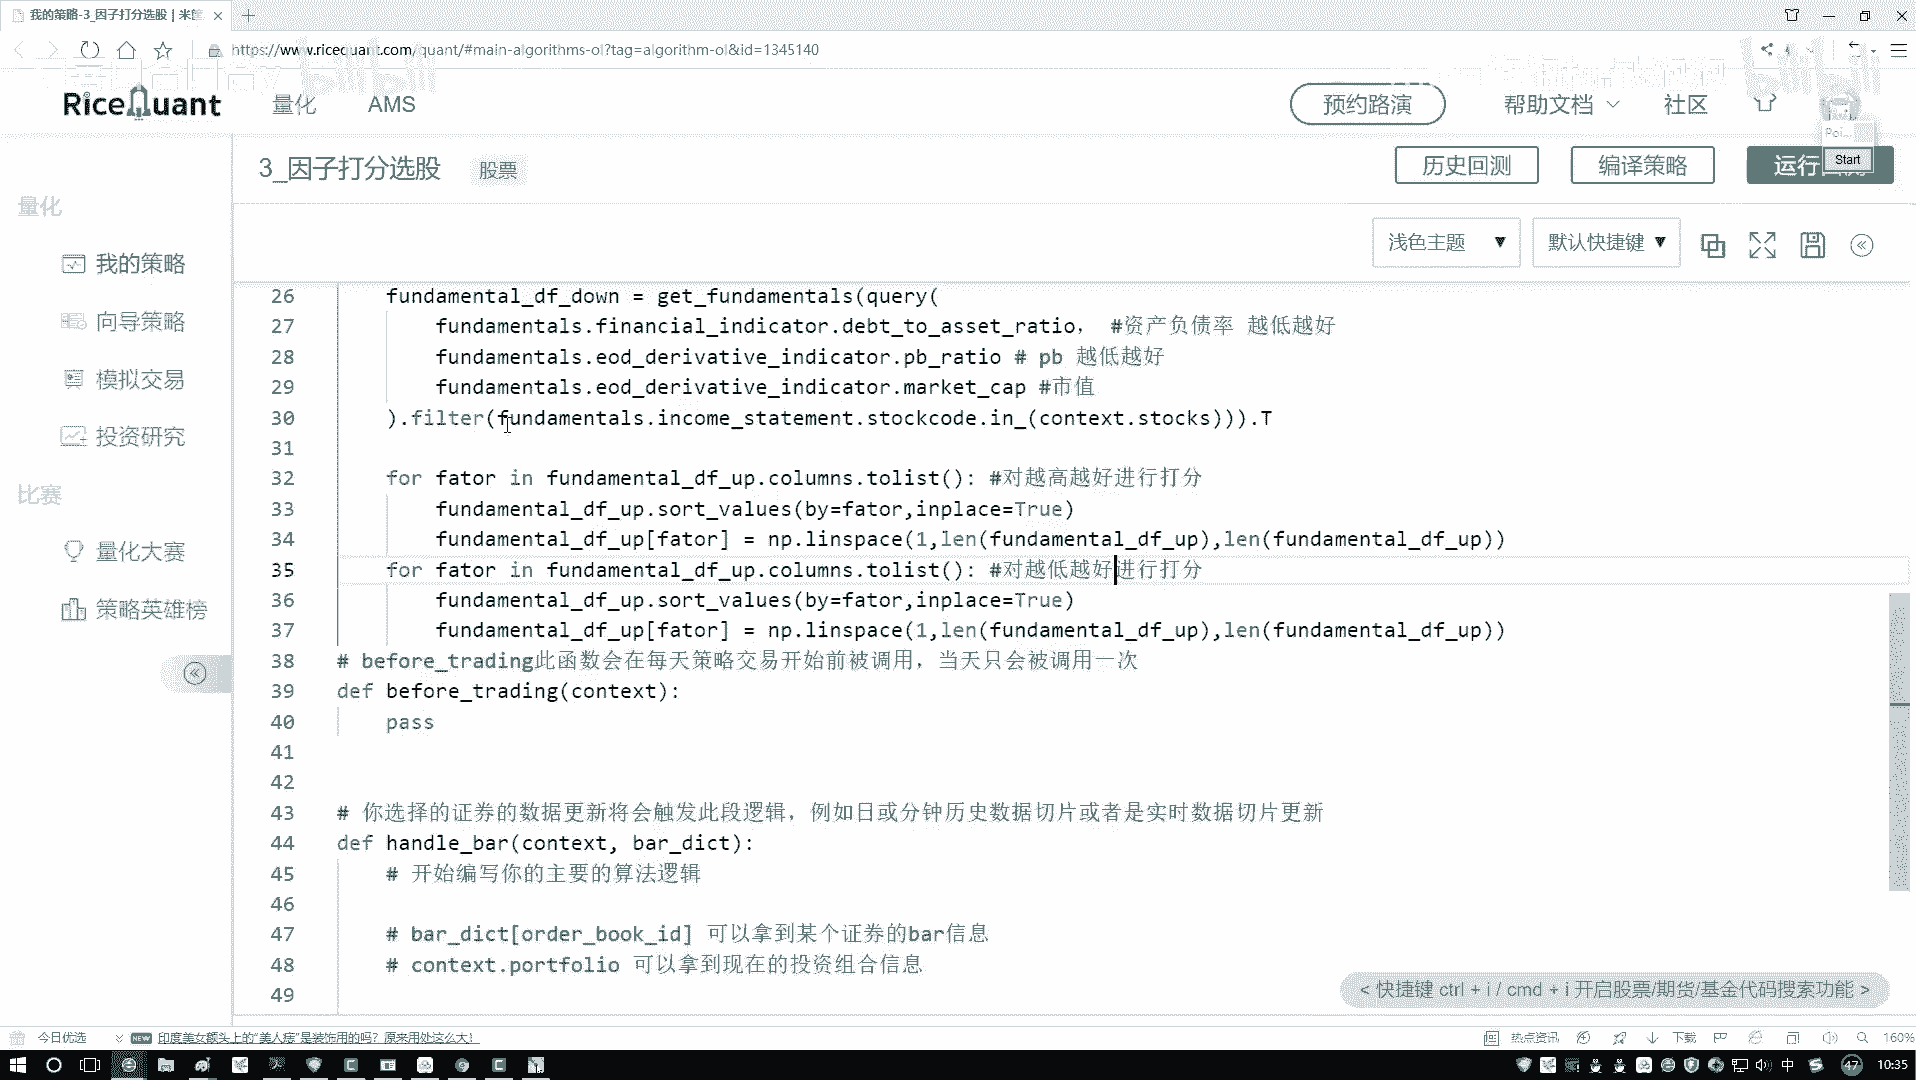 我的策略-3_因子打分选股 | 米筐
https://www.ricequant.com/quant/#main-algorithms-ol?tag=algorithm-ol&id=1345140
bilibili
bilibili
RiceQuant
量化
AMS
预约路演
帮助文档
社区
Poi...
Start
3_因子打分选股
股票
历史回测
编译策略
运行
浅色主题
默认快捷键
量化
我的策略
向导策略
模拟交易
投资研究
比赛
量化大赛
策略英雄榜
26 fundamental_df_down = get_fundamentals(query(
27 fundamentals.financial_indicator.debt_to_asset_ratio, #资产负债率 越低越好
28 fundamentals.eod_derivative_indicator.pb_ratio # pb 越低越好
29 fundamentals.eod_derivative_indicator.market_cap #市值
30 ).filter(fundamentals.income_statement.stockcode.in_(context.stocks))).T
31
32 for fator in fundamental_df_up.columns.tolist(): #对越高越好进行打分
33 fundamental_df_up.sort_values(by=fator,inplace=True)
34 fundamental_df_up[fator] = np.linspace(1,len(fundamental_df_up),len(fundamental_df_up))
35 for fator in fundamental_df_up.columns.tolist(): #对越低越好进行打分
36 fundamental_df_up.sort_values(by=fator,inplace=True)
37 fundamental_df_up[fator] = np.linspace(1,len(fundamental_df_up),len(fundamental_df_up))
38 # before_trading此函数会在每天策略交易开始前被调用，当天只会被调用一次
39 def before_trading(context):
40 pass
41
42
43 # 你选择的证券的数据更新将会触发此段逻辑，例如日或分钟历史数据切片或者是实时数据切片更新
44 def handle_bar(context, bar_dict):
45 # 开始编写你的主要的算法逻辑
46
47 # bar_dict[order_book_id] 可以拿到某个证券的bar信息
48 # context.portfolio 可以拿到现在的投资组合信息
49
< 快捷键 ctrl + i / cmd + i 开启股票/期货/基金代码搜索功能 >
今日优选
NEW
印度美女额头上的“美人痣”是装饰用的吗？原来用处这么大！
热点资讯
下载
160%
中
47
10:35